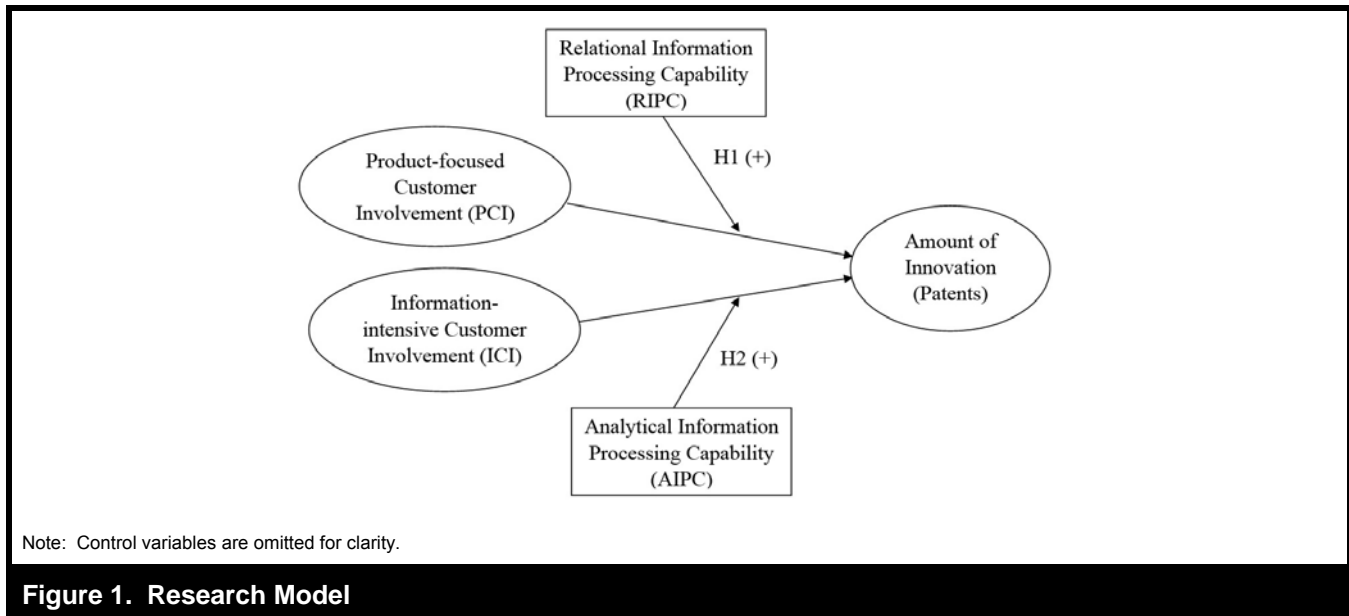 Relational Information
Processing Capability
(RIPC)
H1 (+)
Product-focused
Customer
Involvement (PCI)
Amount of
Innovation
(Patents)
Information-
intensive Customer
Involvement (ICI)
H2 (+)
Analytical Information
Processing Capability
(AIPC)
Note: Control variables are omitted for clarity.
Figure 1. Research Model